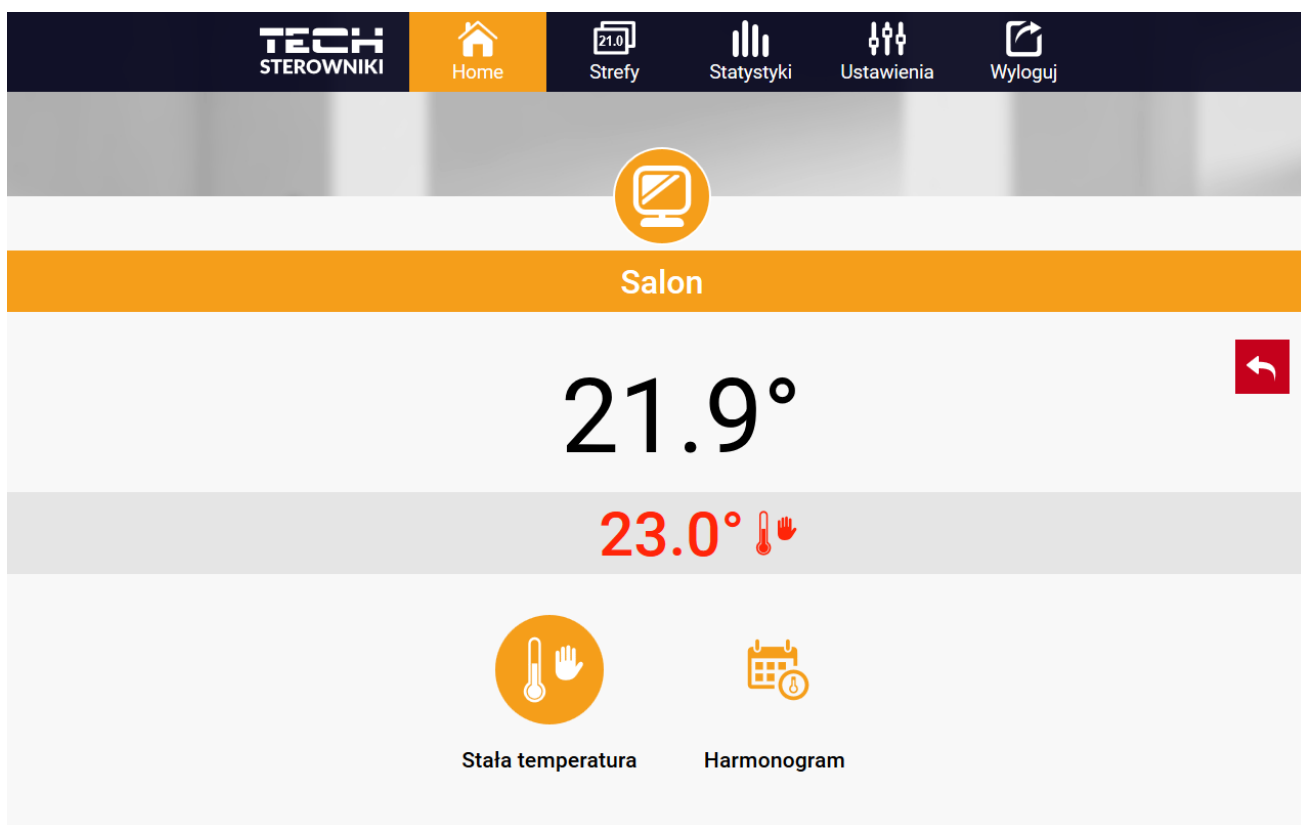 TECH
STEROWNIKI
Home
21.0
Strefy
Statystyki
Ustawienia
Wyloguj
Salon
21.9°
23.0°
Stała temperatura
Harmonogram